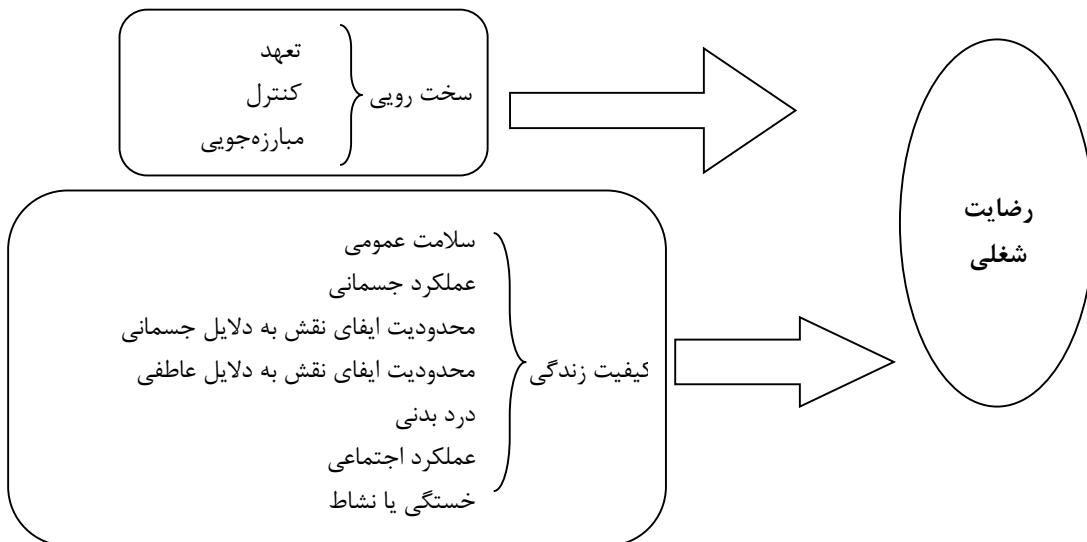 تعهد
کنترل
مبارزه‌جویی
سخت رویی
سلامت عمومی
عملکرد جسمانی
محدودیت ایفای نقش به دلایل جسمانی
محدودیت ایفای نقش به دلایل عاطفی
درد بدنی
عملکرد اجتماعی
خستگی یا نشاط
کیفیت زندگی
رضایت
شغلی